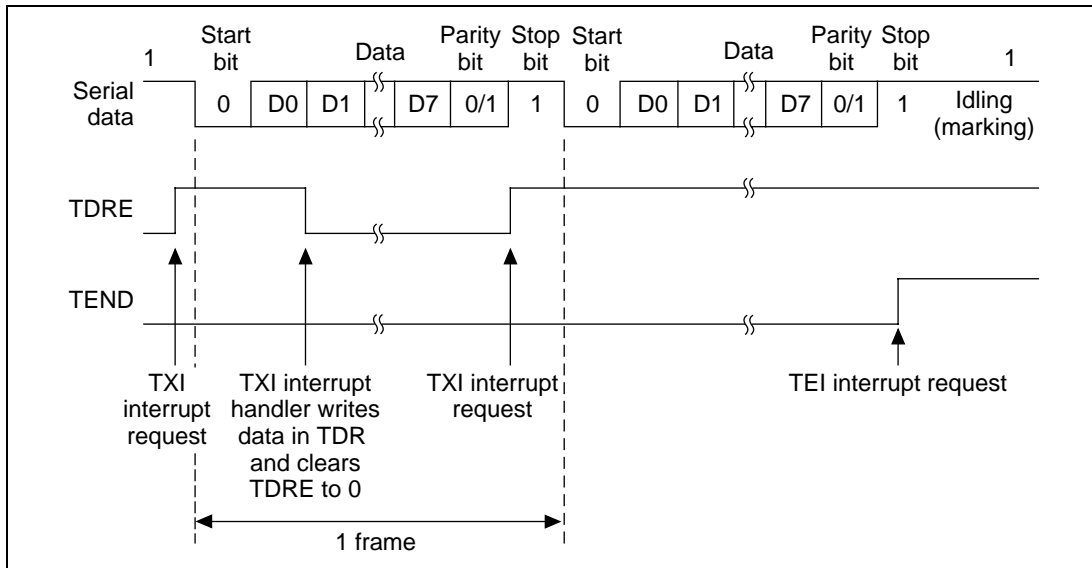 1
Start bit
Data
Parity bit
Stop bit
Start bit
Data
Parity bit
Stop bit
1
Serial data
0
D0
D1
D7
0/1
1
0
D0
D1
D7
0/1
1
Idling (marking)
TDRE
TEND
TXI
interrupt
request
TXI interrupt
handler writes
data in TDR
and clears
TDRE to 0
TXI interrupt
request
TEI interrupt request
1 frame